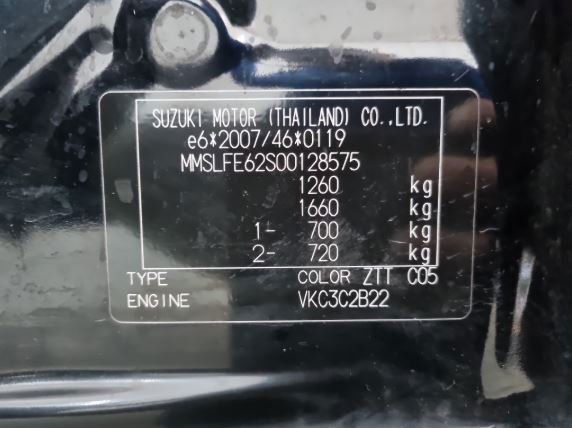 SUZUKI MOTOR (THAILAND) CO.,LTD.
e6*2007/46*0119
MMSLFE62S00128575
1260 kg
1660 kg
1- 700 kg
2- 720 kg
TYPE COLOR ZTT C05
ENGINE VKC3C2B22